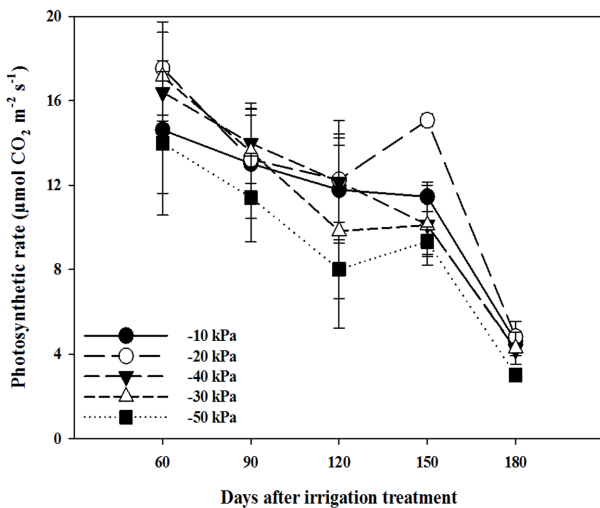 Photosynthetic rate (µmol CO₂ m⁻² s⁻¹)
20
16
12
8
4
0
-10 kPa
-20 kPa
-40 kPa
-30 kPa
-50 kPa
60 90 120 150 180
Days after irrigation treatment